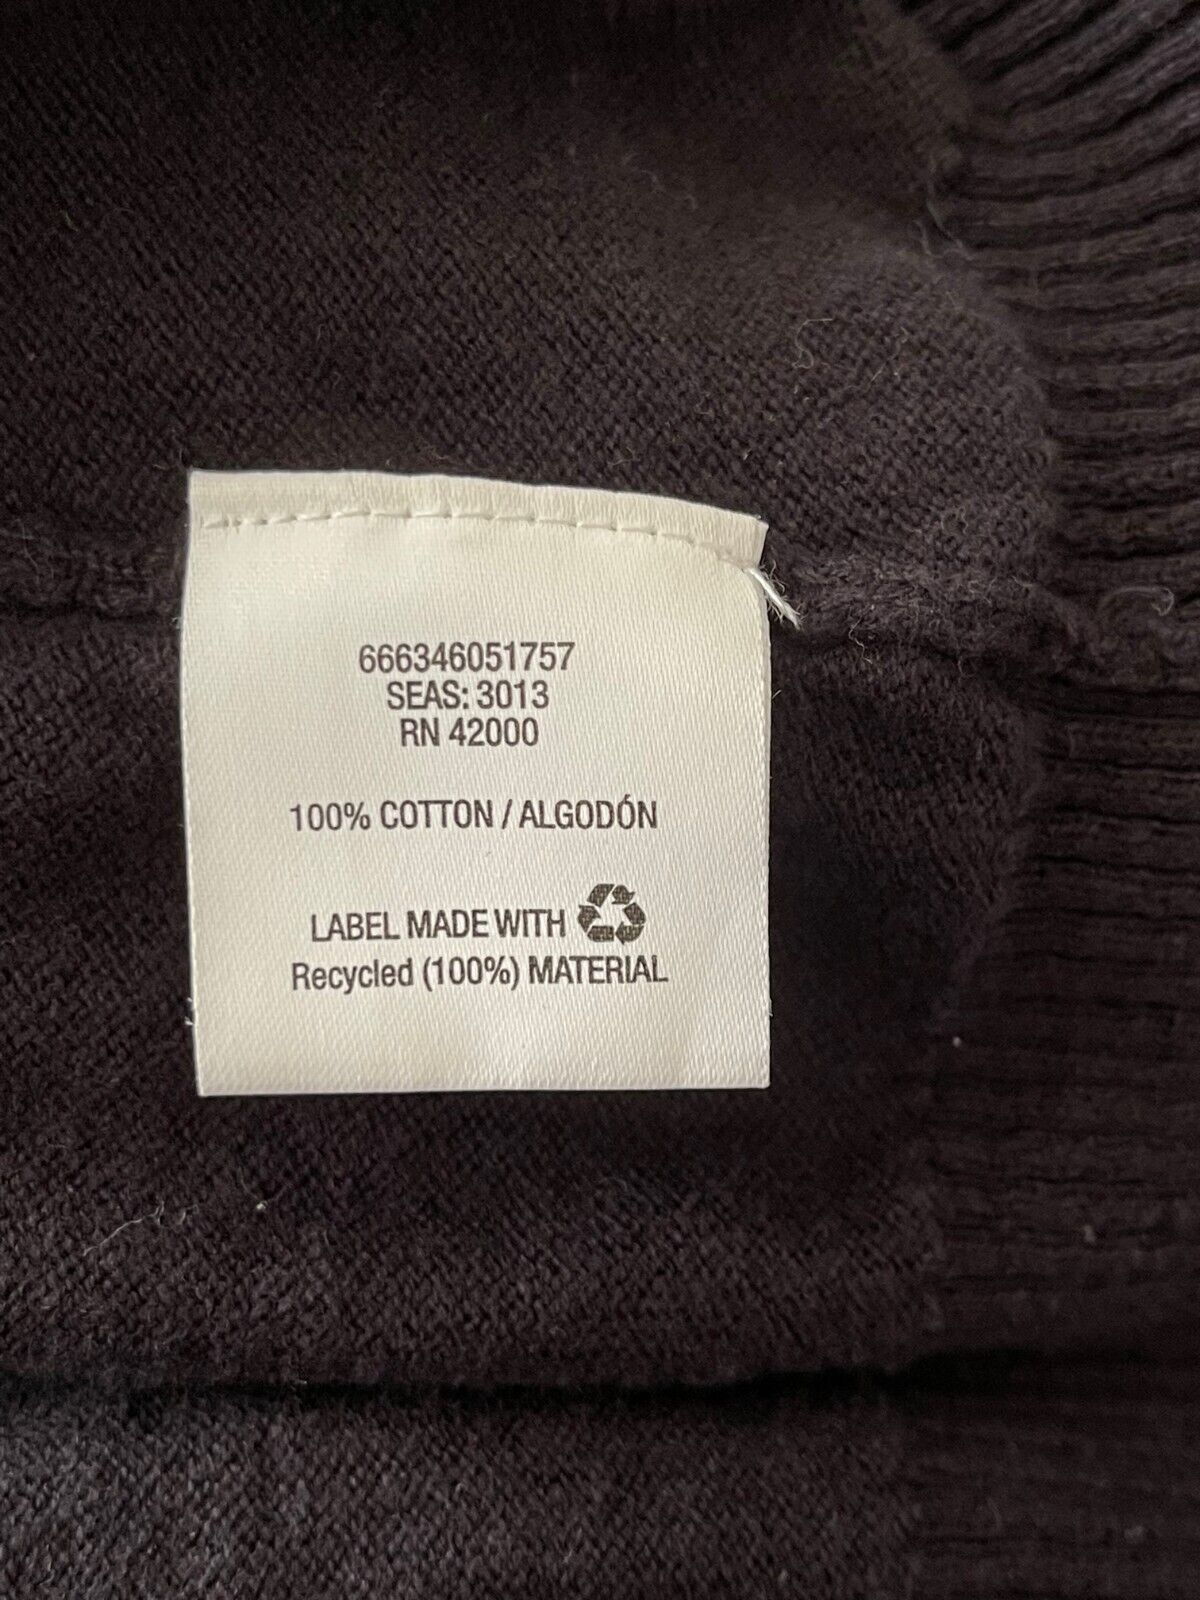 666346051757
SEAS: 3013
RN 42000
100% COTTON / ALGODÓN
LABEL MADE WITH
Recycled (100%) MATERIAL